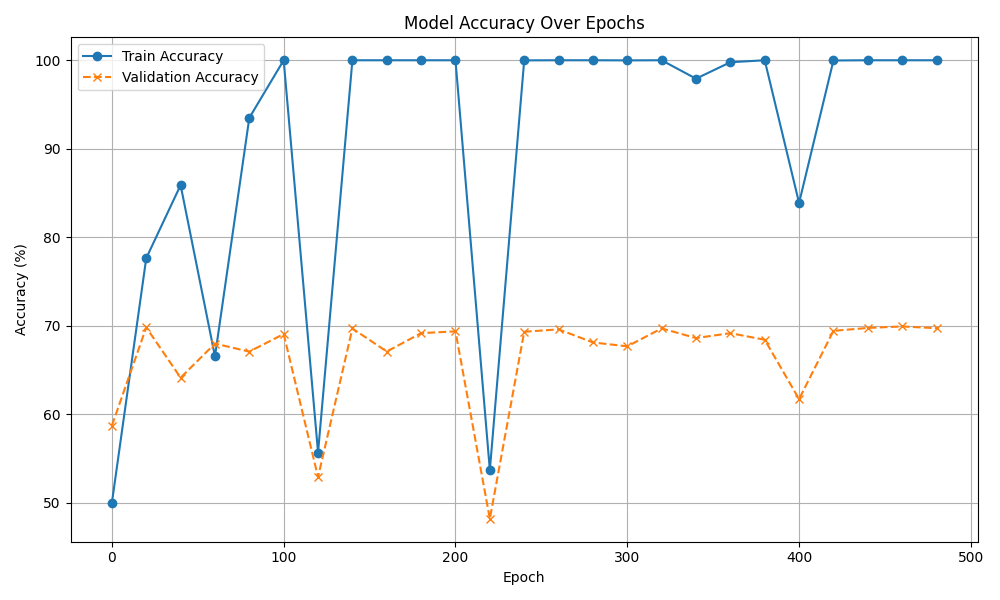 Model Accuracy Over Epochs
Train Accuracy
Validation Accuracy
Accuracy (%)
100
90
80
70
60
50
0 100 200 300 400 500
Epoch